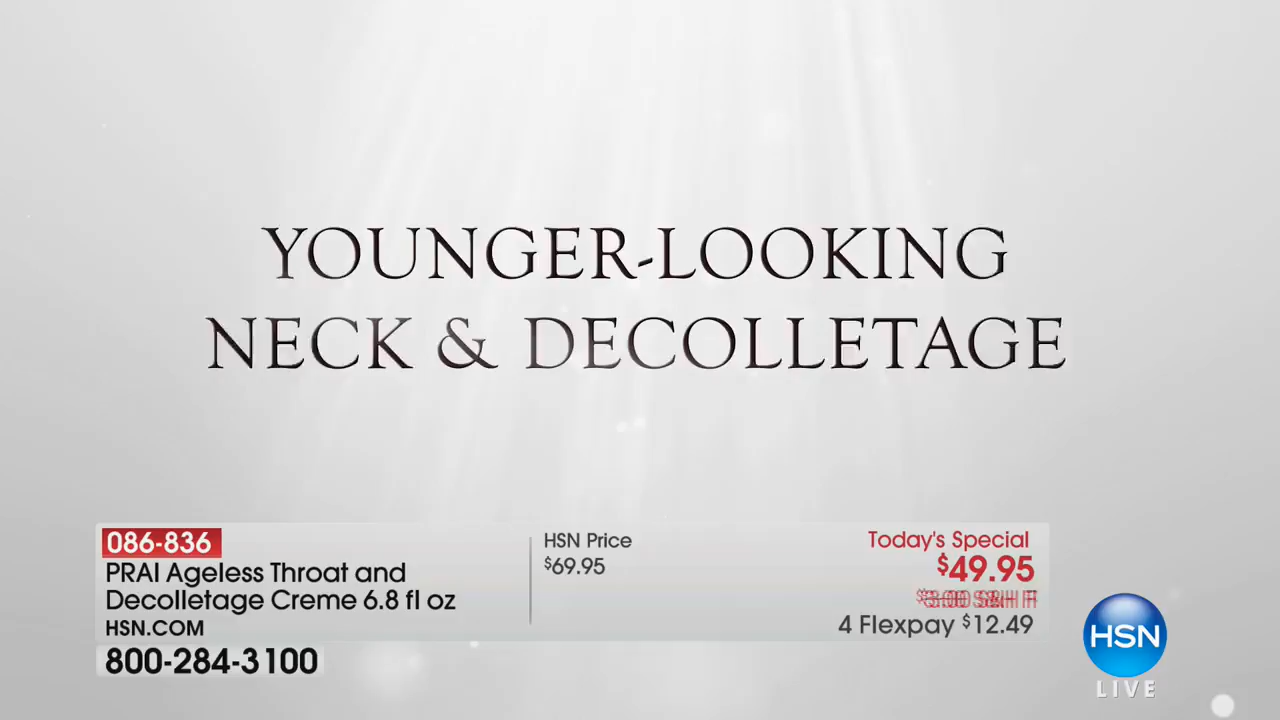 YOUNGER-LOOKING
NECK & DECOLLETAGE
086-836
PRAI Ageless Throat and
Decolletage Creme 6.8 fl oz
HSN.COM
800-284-3100
HSN Price
$69.95
Today's Special
$49.95
4 Flexpay $12.49
HSN
LIVE